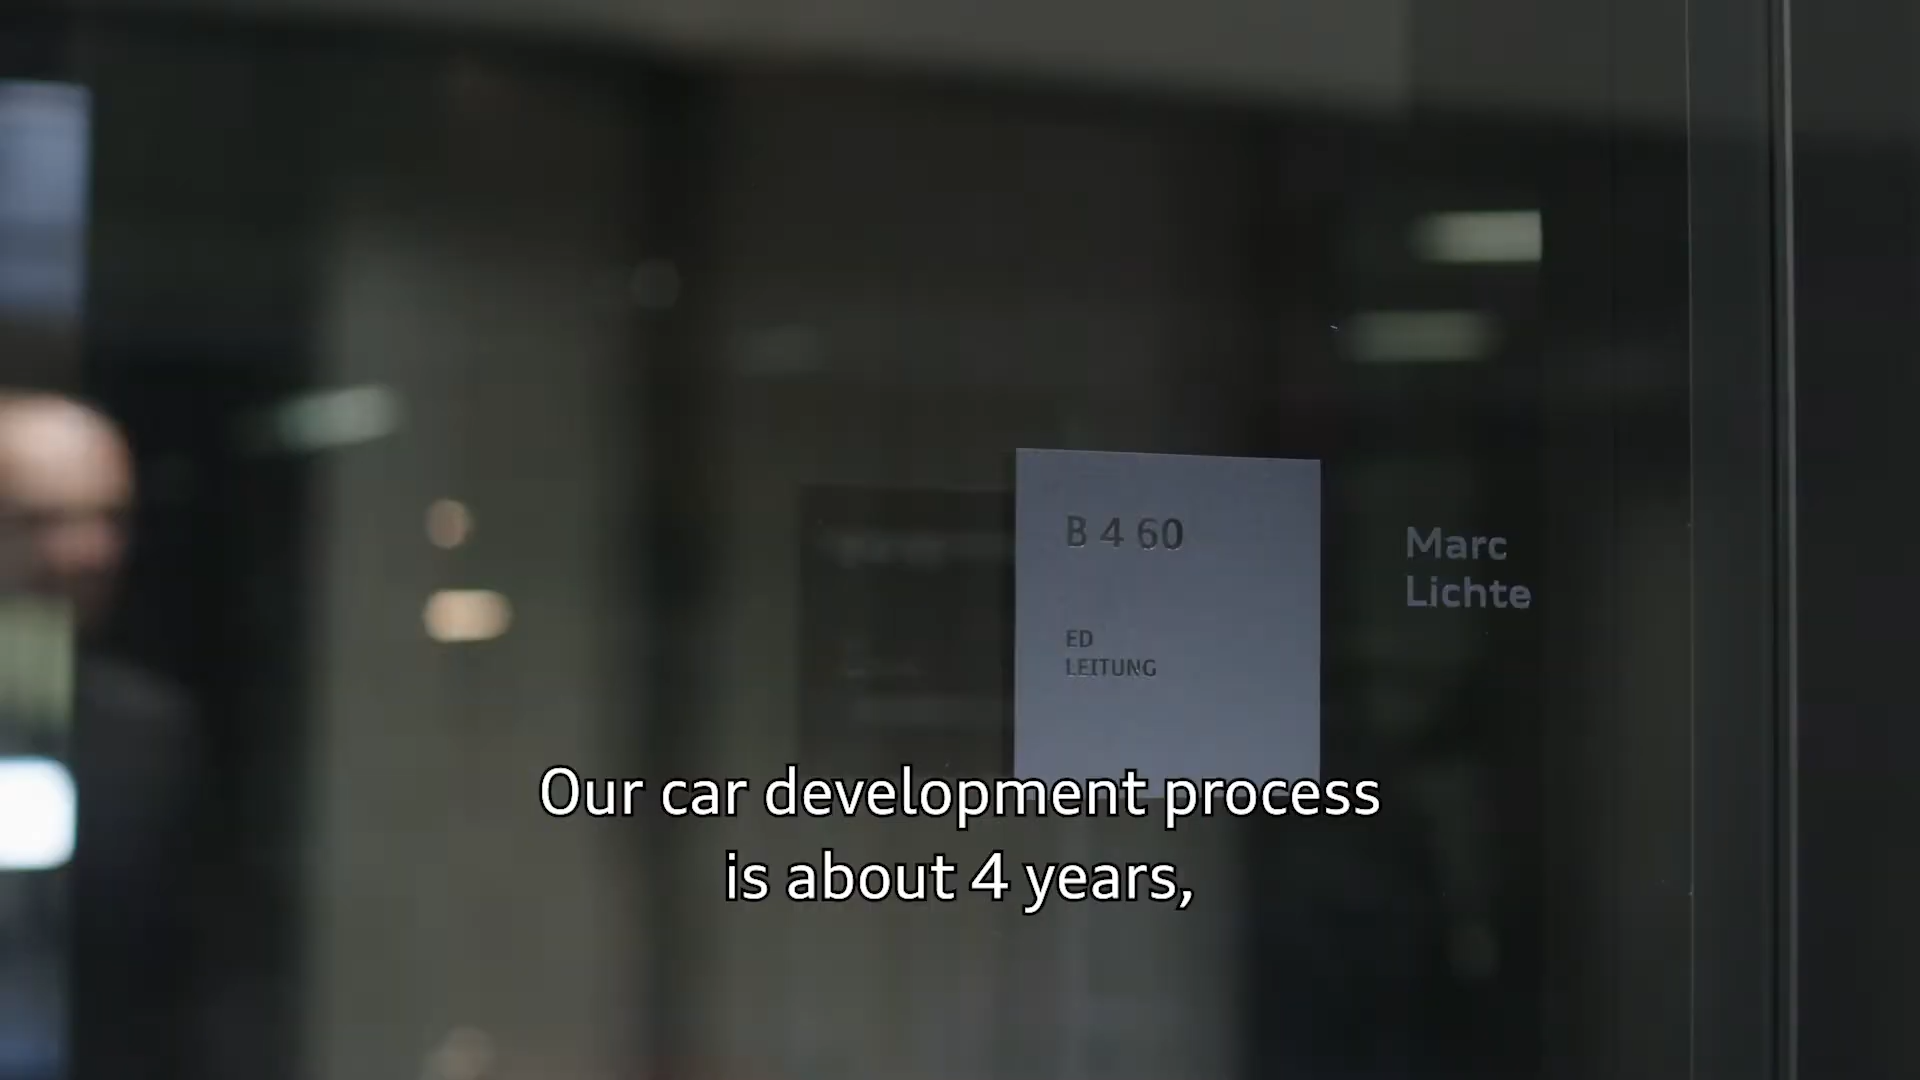 B 4 60
ED
LEITUNG
Marc
Lichte
Our car development process
is about 4 years,